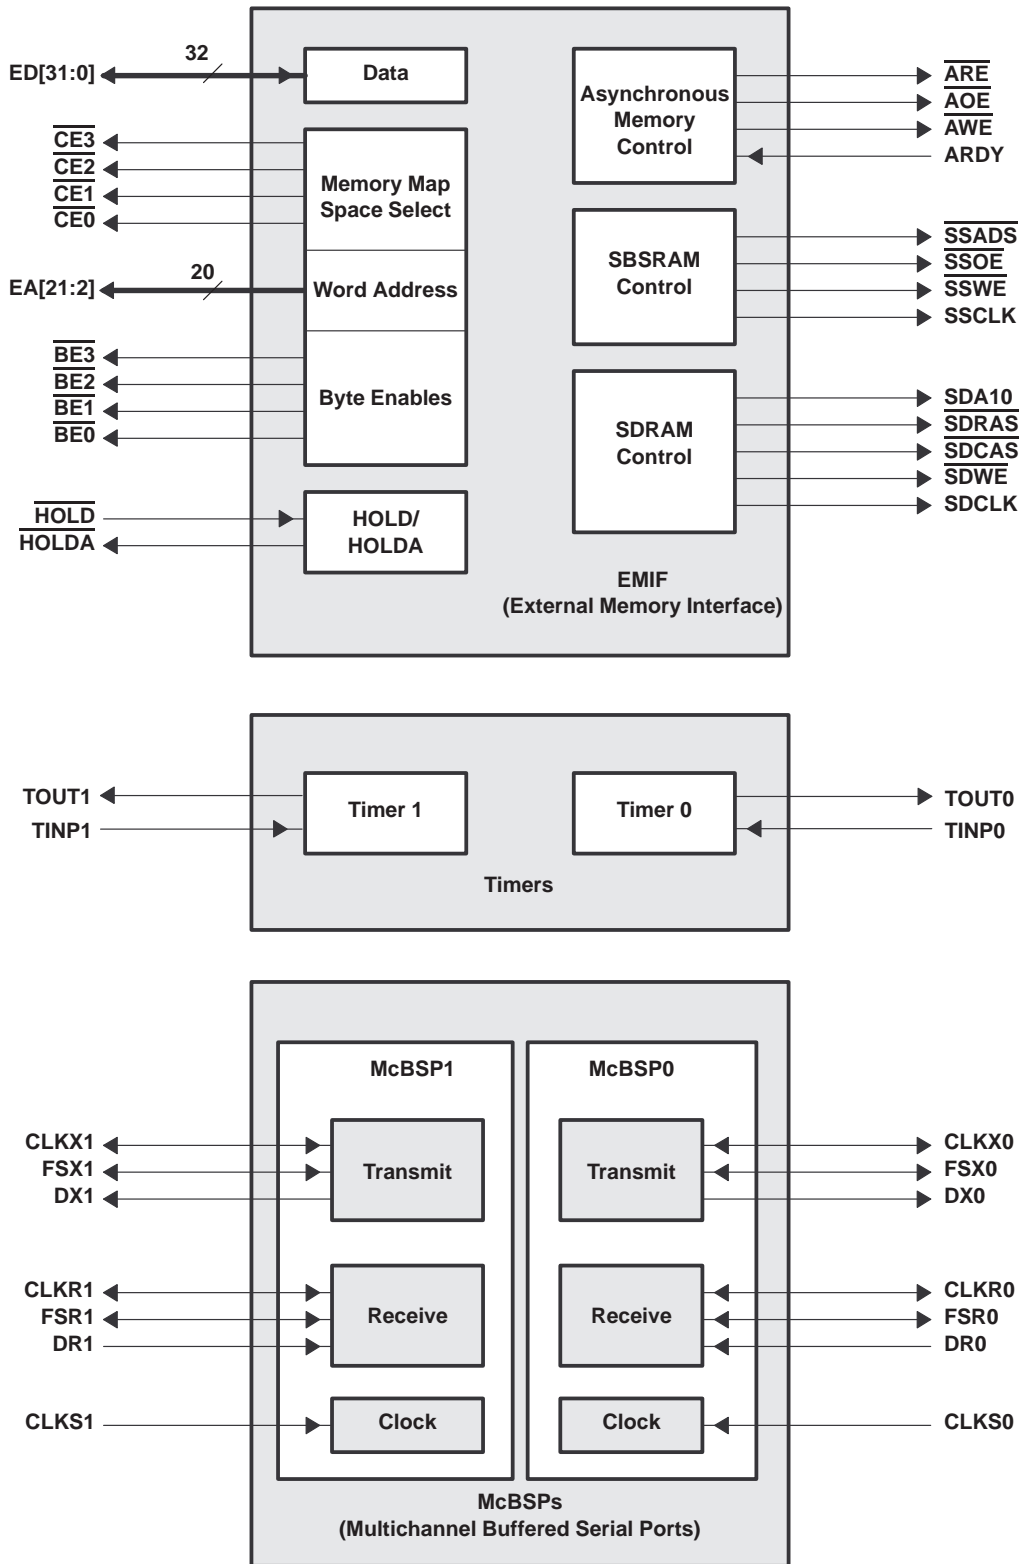 32
ED[31:0]
Data
CE3
CE2
CE1
CE0
Memory Map
Space Select
20
EA[21:2]
Word Address
BE3
BE2
BE1
BE0
Byte Enables
HOLD
HOLDA
HOLD/
HOLDA
Asynchronous
Memory
Control
ARE
AOE
AWE
ARDY
SBSRAM
Control
SSADS
SSOE
SSWE
SSCLK
SDRAM
Control
SDA10
SDRAS
SDCAS
SDWE
SDCLK
EMIF
(External Memory Interface)
TOUT1
TINP1
Timer 1
Timer 0
TOUT0
TINP0
Timers
McBSP1
McBSP0
CLKX1
FSX1
DX1
Transmit
Transmit
CLKX0
FSX0
DX0
CLKR1
FSR1
DR1
Receive
Receive
CLKR0
FSR0
DR0
CLKS1
Clock
Clock
CLKS0
McBSPs
(Multichannel Buffered Serial Ports)